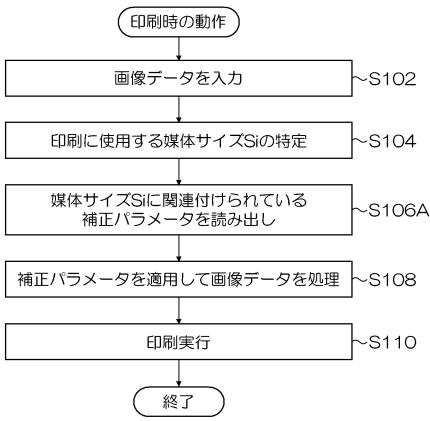 印刷時の動作
画像データを入力 S102
印刷に使用する媒体サイズSiの特定 S104
媒体サイズSiに関連付けられている
補正パラメータを読み出し S106A
補正パラメータを適用して画像データを処理 S108
印刷実行 S110
終了